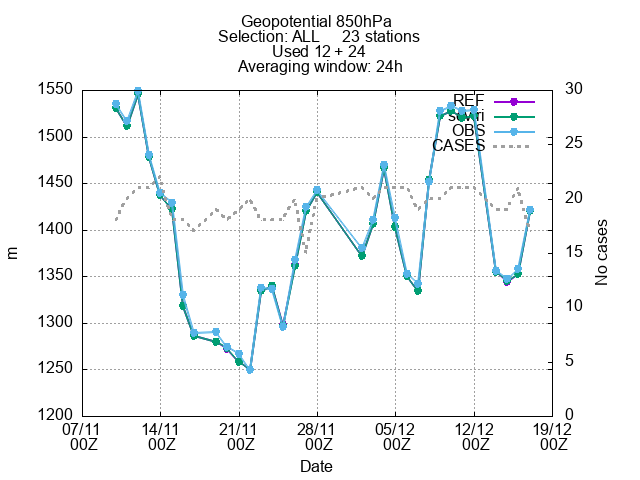 Geopotential 850hPa
Selection: ALL 23 stations
Used 12 + 24
Averaging window: 24h
1550
1500
1450
1400
1350
1300
1250
1200
m
30
25
20
15
10
5
0
No cases
REF
OBS
CASES
07/11 14/11 21/11 28/11 05/12 12/12 19/12
00Z 00Z 00Z 00Z 00Z 00Z 00Z
Date